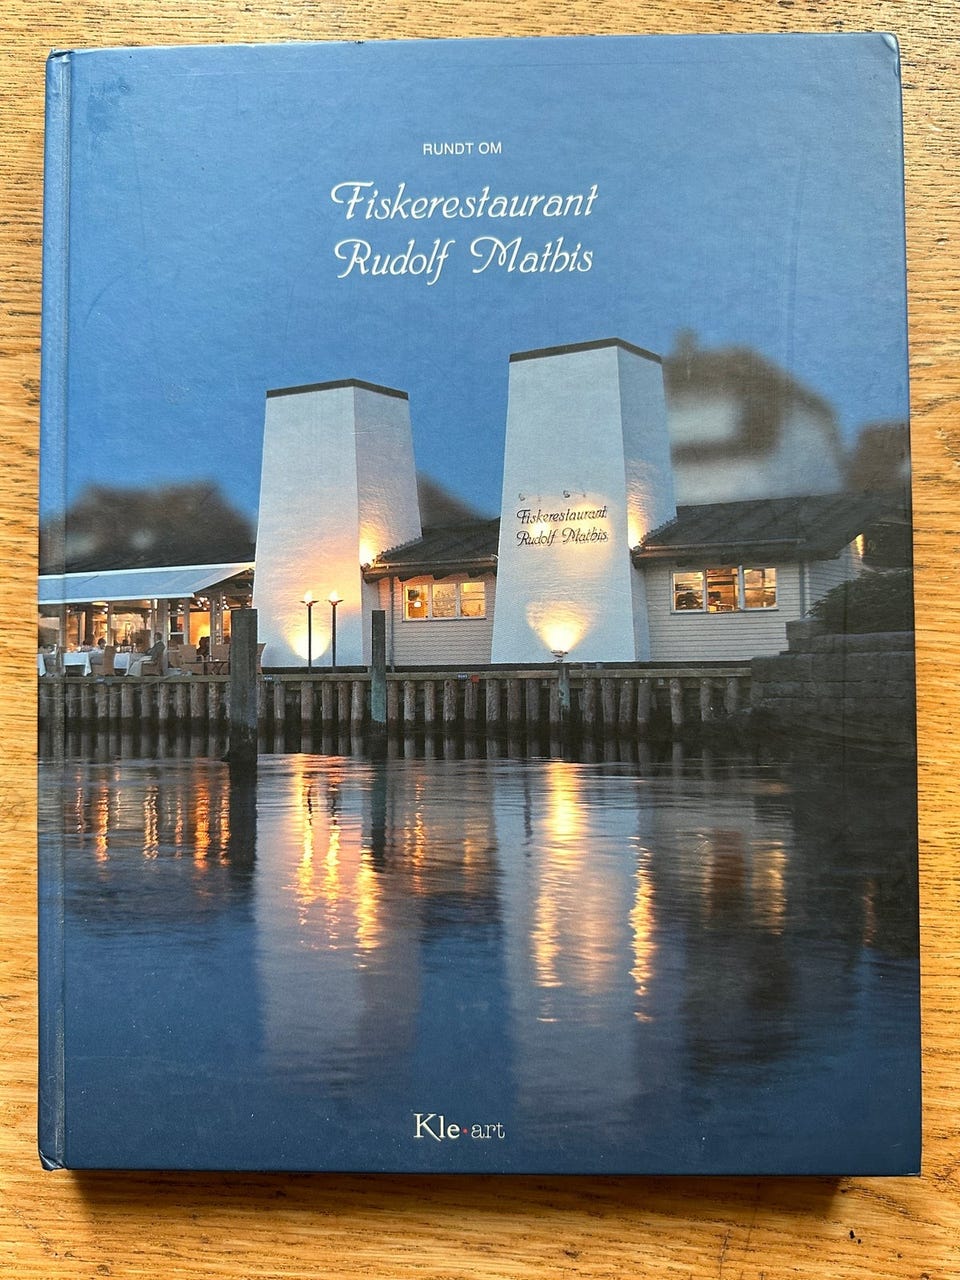 RUNDT OM
Fiskerestaurant
Rudolf Mathis
Fiskerestaurant
Rudolf Mathis
Kle·art